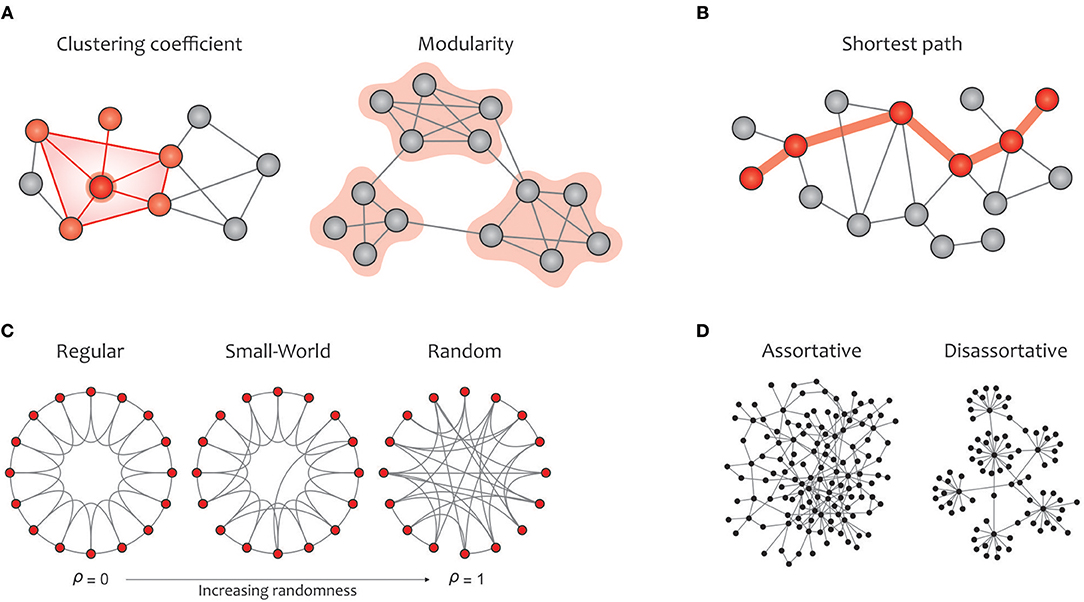 A
B
Clustering coefficient
Modularity
Shortest path
C
D
Regular
Small-World
Random
Assortative
Disassortative
ρ = 0
Increasing randomness
ρ = 1